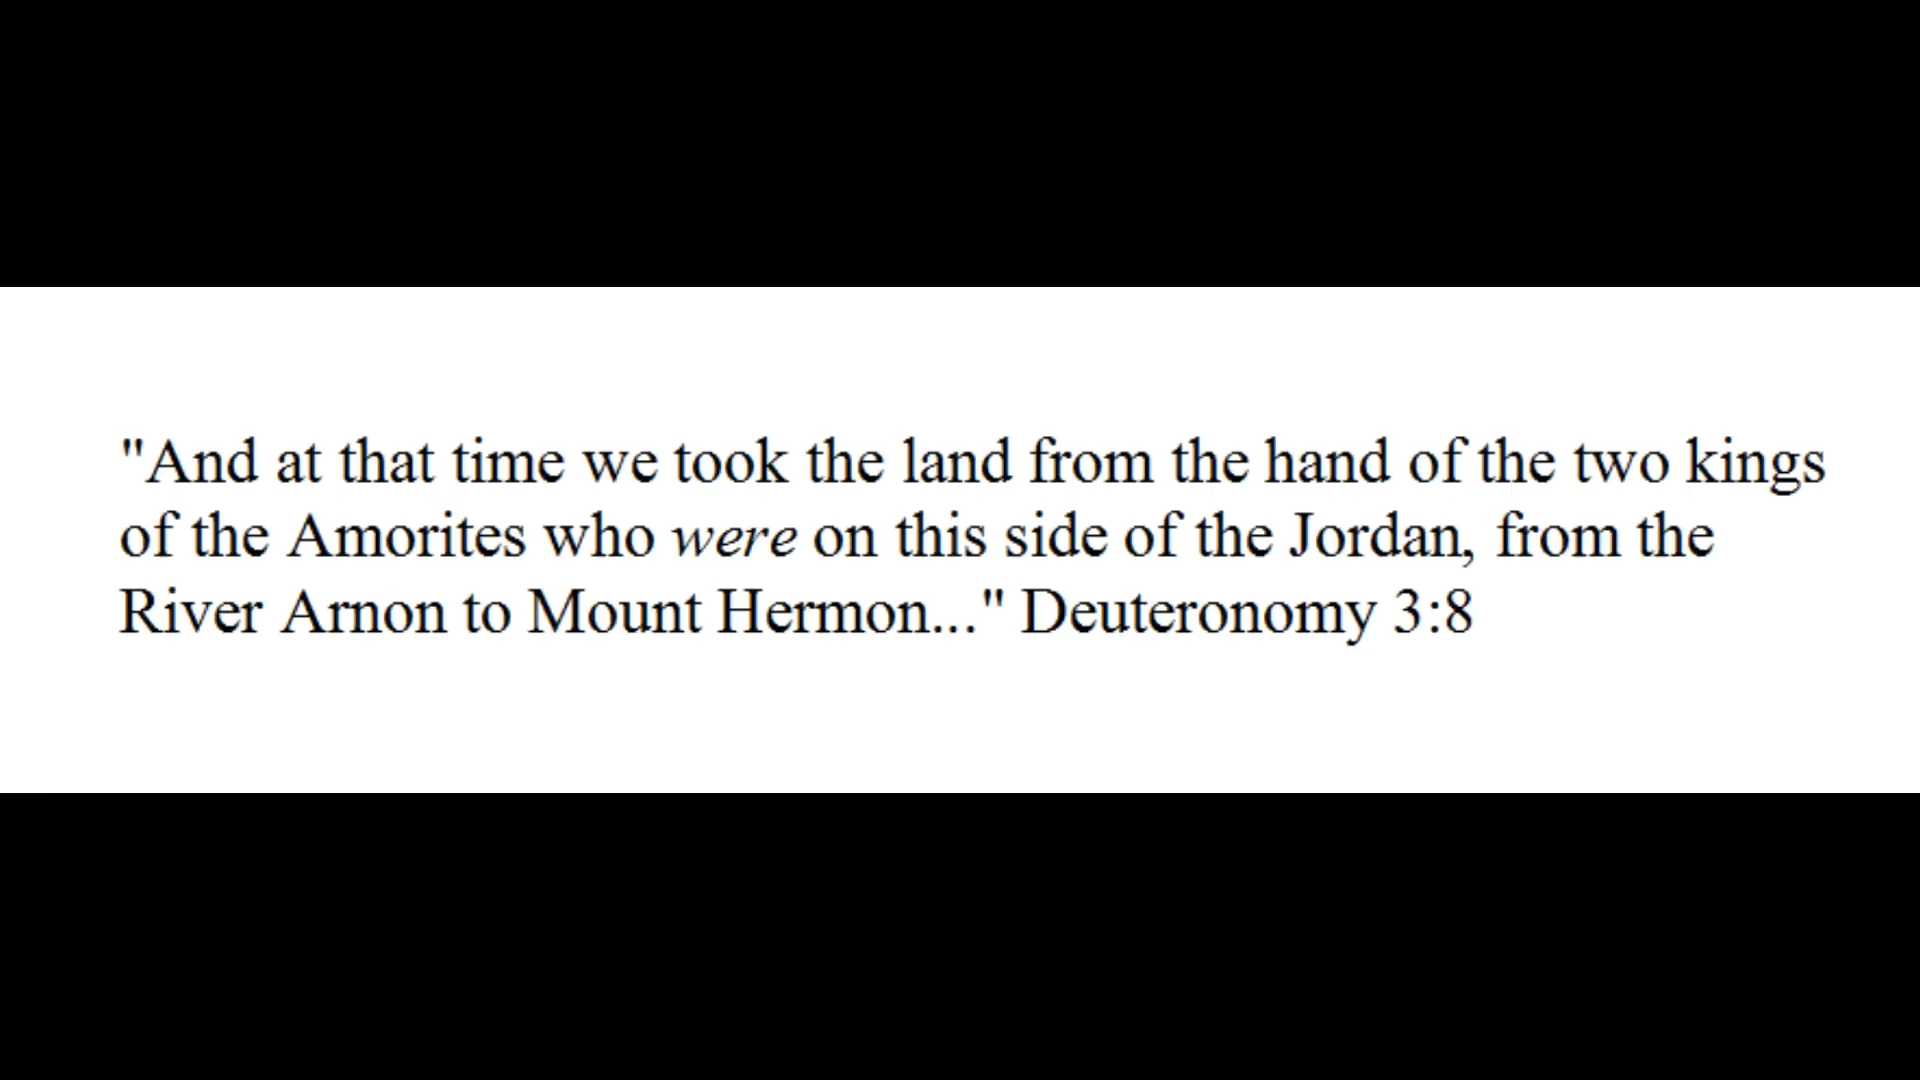 "And at that time we took the land from the hand of the two kings
of the Amorites who were on this side of the Jordan, from the
River Arnon to Mount Hermon..." Deuteronomy 3:8